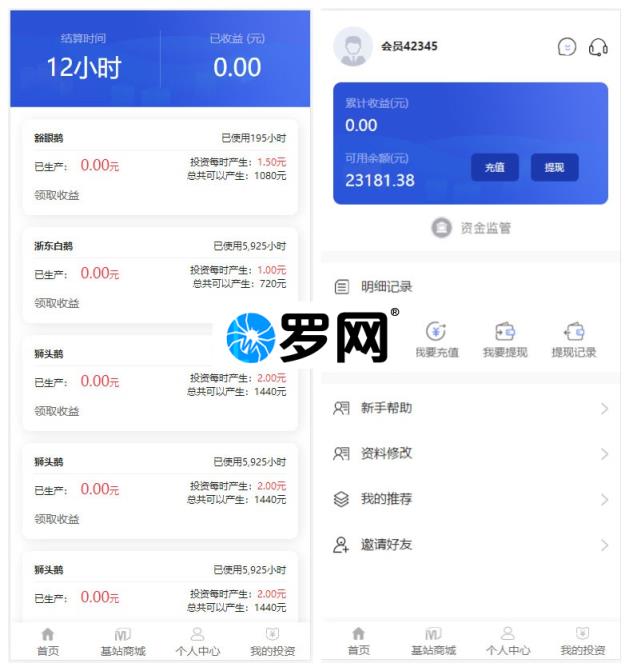 结算时间
已收益 (元)
12小时
0.00
豁眼鹅
已使用195小时
已生产：
0.00元
投资每时产生：1.50元
总共可以产生：1080元
领取收益
浙东白鹅
已使用5,925小时
已生产：
0.00元
投资每时产生：1.00元
总共可以产生：720元
领取收益
狮头鹅
已生产：
0.00元
投资每时产生：2.00元
总共可以产生：1440元
领取收益
狮头鹅
已使用5,925小时
已生产：
0.00元
投资每时产生：2.00元
总共可以产生：1440元
领取收益
狮头鹅
已使用5,925小时
已生产：
0.00元
投资每时产生：2.00元
总共可以产生：1440元
首页
基站商城
个人中心
我的投资
会员42345
累计收益(元)
0.00
可用余额(元)
23181.38
充值
提现
资金监管
明细记录
我要充值
我要提现
提现记录
新手帮助
资料修改
我的推荐
邀请好友
首页
基站商城
个人中心
我的投资
罗网®